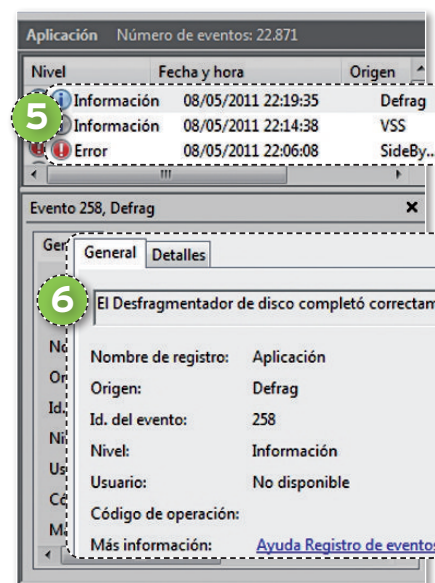 Aplicación Número de eventos: 22.871
Nivel Fecha y hora Origen
5
Información 08/05/2011 22:19:35 Defrag
Información 08/05/2011 22:14:38 VSS
Error 08/05/2011 22:06:08 SideBy...
Evento 258, Defrag
General Detalles
6
El Desfragmentador de disco completó
Nombre de registro: Aplicación
Origen: Defrag
Id. del evento: 258
Nivel: Información
Usuario: No disponible
Código de operación:
Más información: Ayuda Registro de eventos